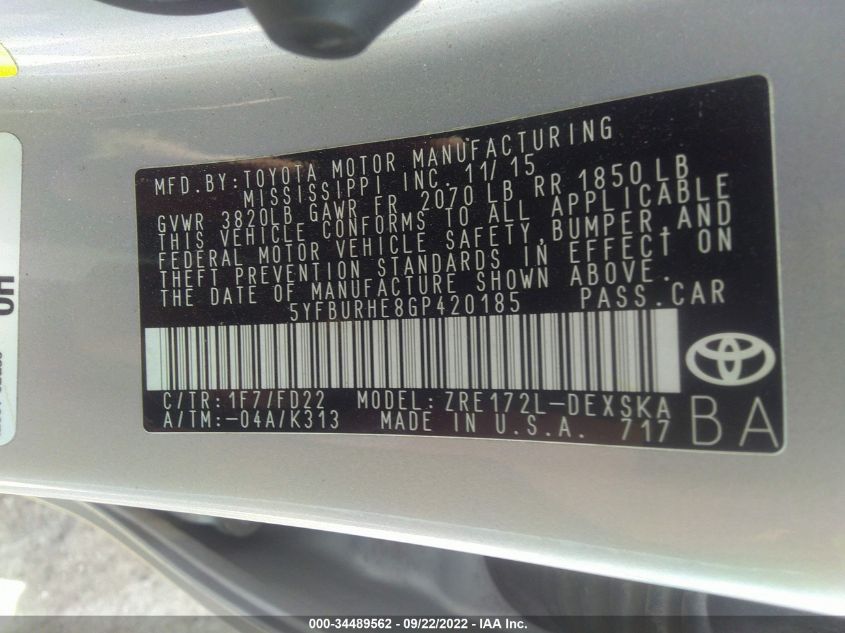 MFD.BY:TOYOTA MOTOR MANUFACTURING
MISSISSIPPI INC. 11/15
GVWR 3820LB GAWR FR 2070 LB RR 1850 LB
THIS VEHICLE CONFORMS TO ALL APPLICABLE
FEDERAL MOTOR VEHICLE SAFETY,BUMPER,AND
THEFT PREVENTION STANDARDS IN EFFECT ON
THE DATE OF MANUFACTURE SHOWN ABOVE.
5YFBURHE8GP420185 PASS.CAR
C/TR:1F7/FD22 MODEL:ZRE172L-DEXSKA
A/TM:-04A/K313 MADE IN U.S.A. 717
BA
000-34489562 - 09/22/2022 - IAA Inc.